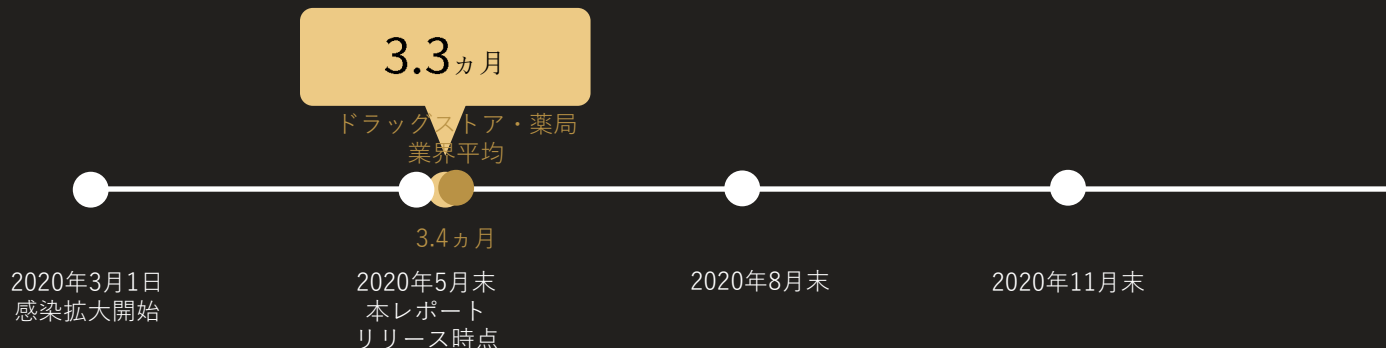 3.3ヵ月
ドラッグストア・薬局
業界平均
3.4ヵ月
2020年3月1日
感染拡大開始
2020年5月末
本レポート
リリース時点
2020年8月末
2020年11月末